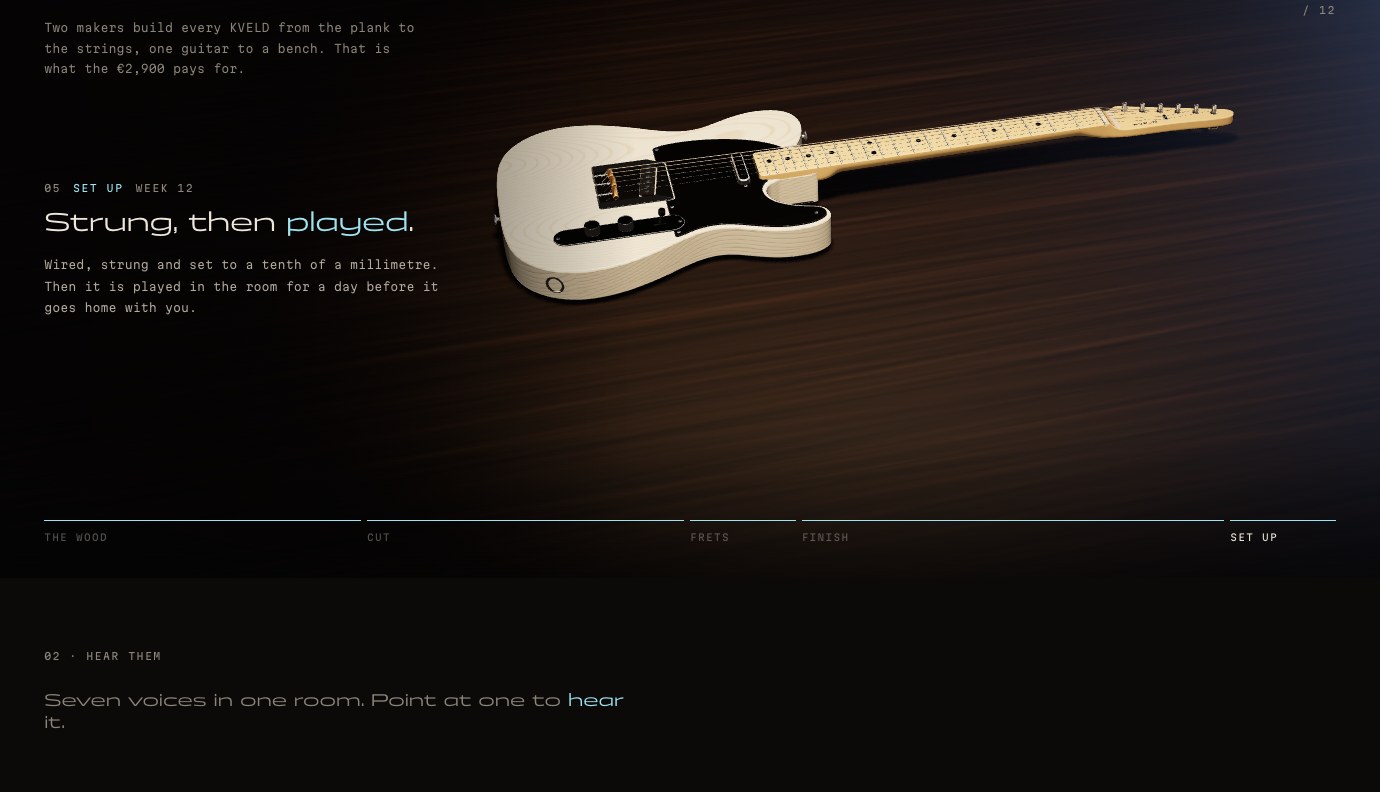 / 12
Two makers build every KVELD from the plank to
the strings, one guitar to a bench. That is
what the €2,900 pays for.
05 SET UP WEEK 12
Strung, then played.
Wired, strung and set to a tenth of a millimetre.
Then it is played in the room for a day before it
goes home with you.
THE WOOD
CUT
FRETS
FINISH
SET UP
02 · HEAR THEM
Seven voices in one room. Point at one to hear
it.